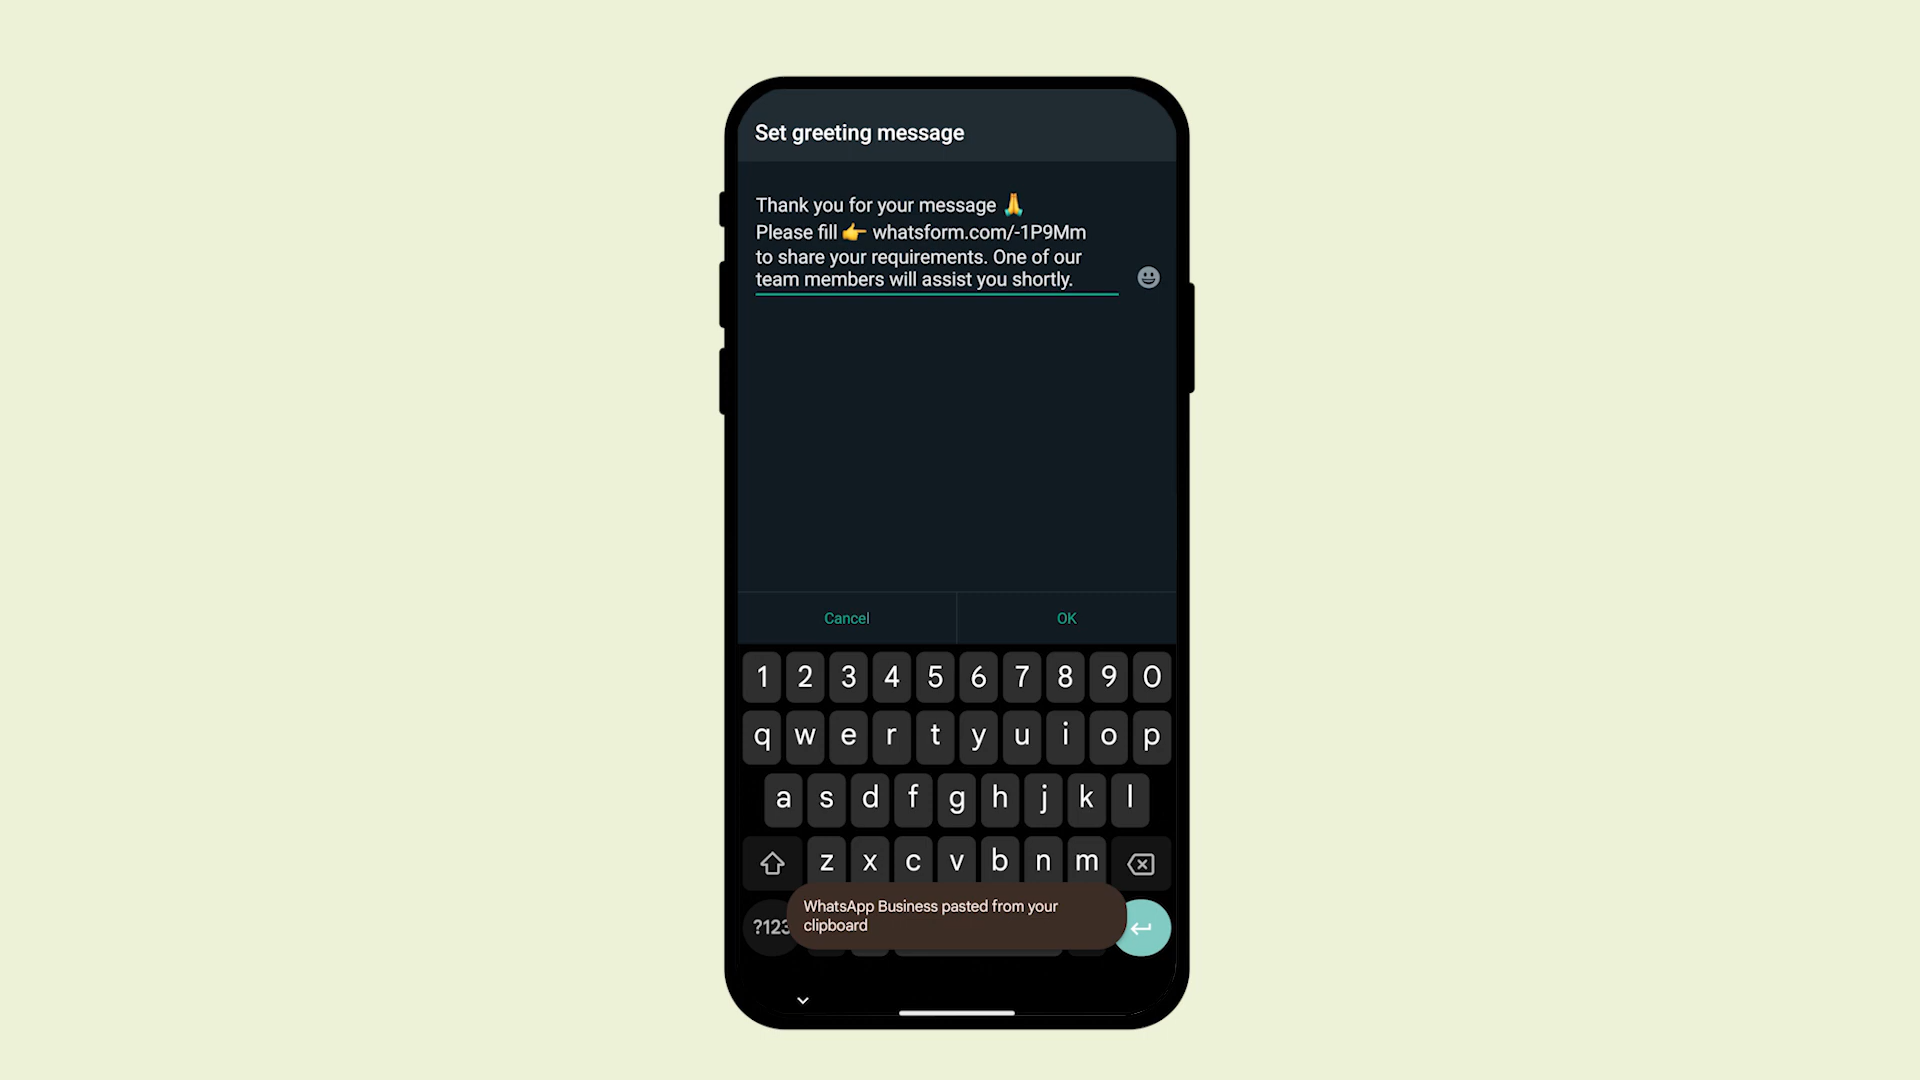 Set greeting message
Thank you for your message 🙏
Please fill 👉 whatsform.com/-1P9Mm
to share your requirements. One of our
team members will assist you shortly.
Cancel OK
1 2 3 4 5 6 7 8 9 0
q w e r t y u i o p
a s d f g h j k l
z x c v b n m
?123
WhatsApp Business pasted from your
clipboard